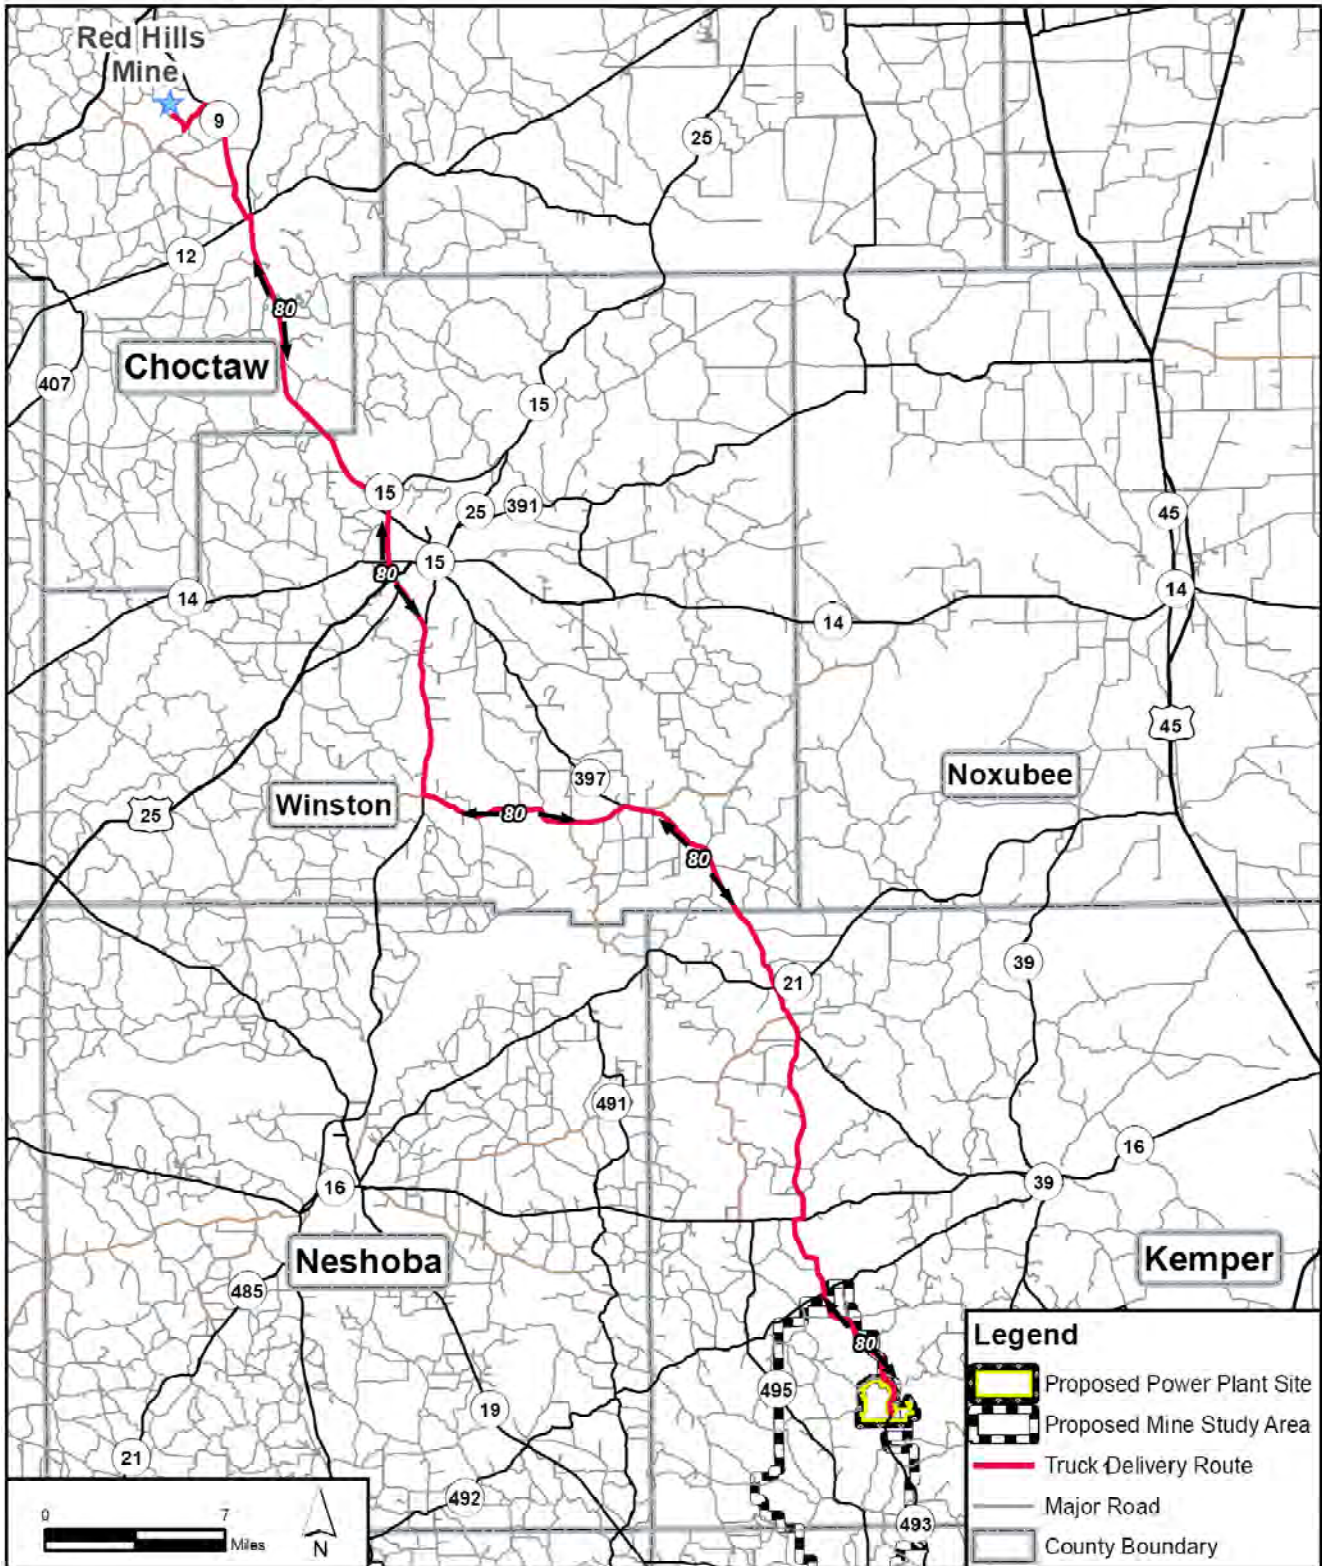 Red Hills
Mine
9
25
12
80
Choctaw
407
15
15
25
391
45
15
80
14
14
14
45
Noxubee
397
Winston
25
80
80
39
21
491
16
16
39
Neshoba
Kemper
485
80
495
19
21
492
493
Legend
Proposed Power Plant Site
Proposed Mine Study Area
Truck Delivery Route
Major Road
County Boundary
0 7
Miles
N